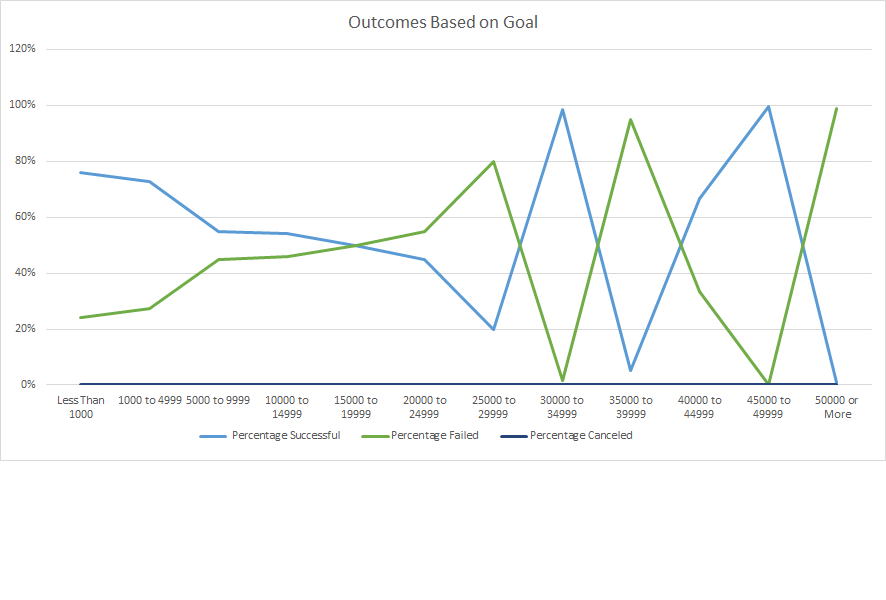 Outcomes Based on Goal
120%
100%
80%
60%
40%
20%
0%
Less Than
1000
1000 to 4999
5000 to 9999
10000 to
14999
15000 to
19999
20000 to
24999
25000 to
29999
30000 to
34999
35000 to
39999
40000 to
44999
45000 to
49999
50000 or
More
Percentage Successful
Percentage Failed
Percentage Canceled